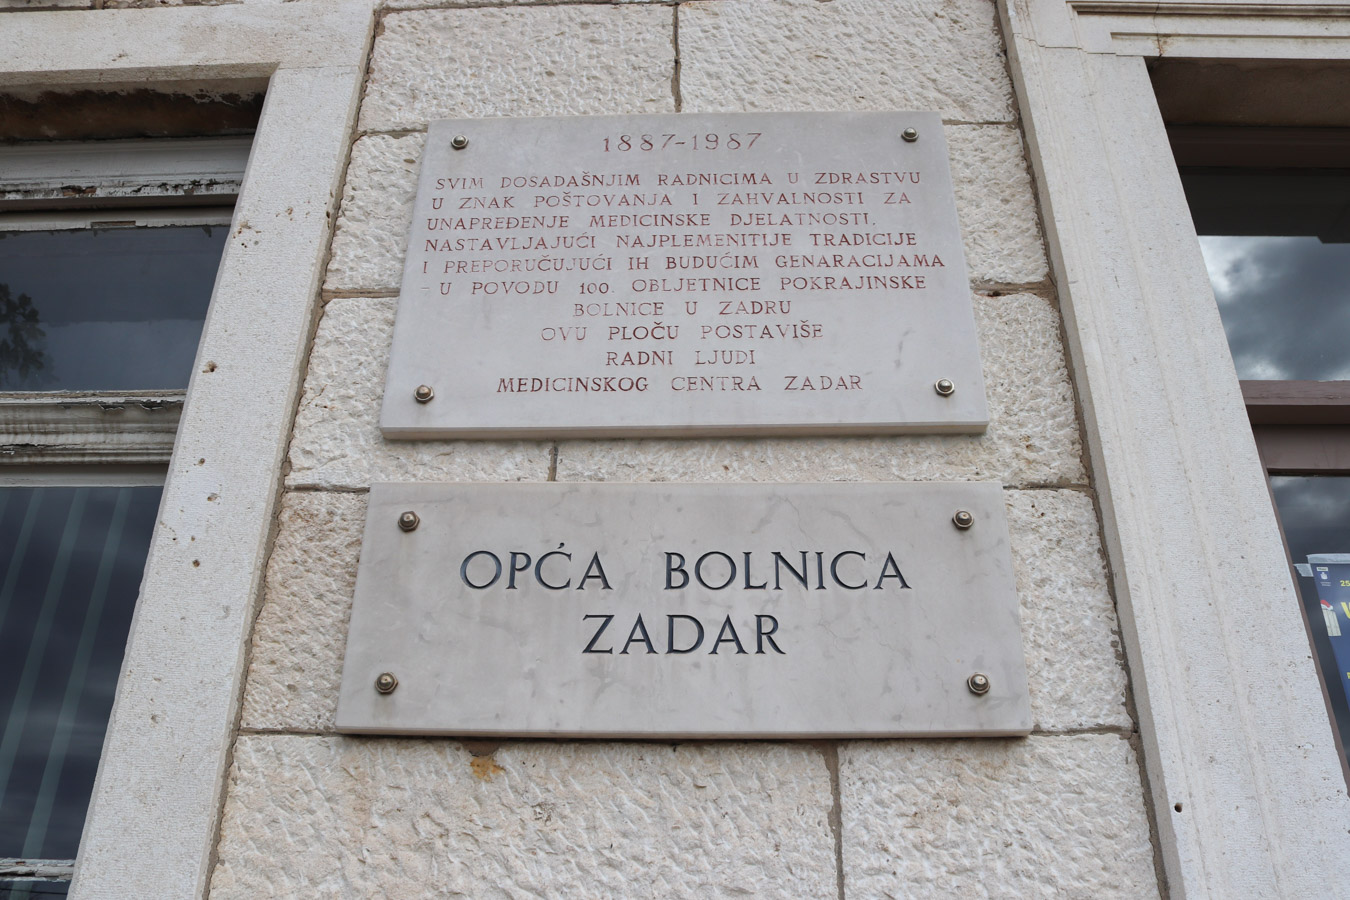 1887-1987
SVIM DOSADAŠNJIM RADNICIMA U ZDRASTVU
U ZNAK POŠTOVANJA I ZAHVALNOSTI ZA
UNAPREĐENJE MEDICINSKE DJELATNOSTI,
NASTAVLJAJUĆI NAJPLEMENITIJE TRADICIJE
I PREPORUČUJUĆI IH BUDUĆIM GENARACIJAMA
- U POVODU 100. OBLJETNICE POKRAJINSKE
BOLNICE U ZADRU
OVU PLOČU POSTAVIŠE
RADNI LJUDI
MEDICINSKOG CENTRA ZADAR
OPĆA BOLNICA
ZADAR